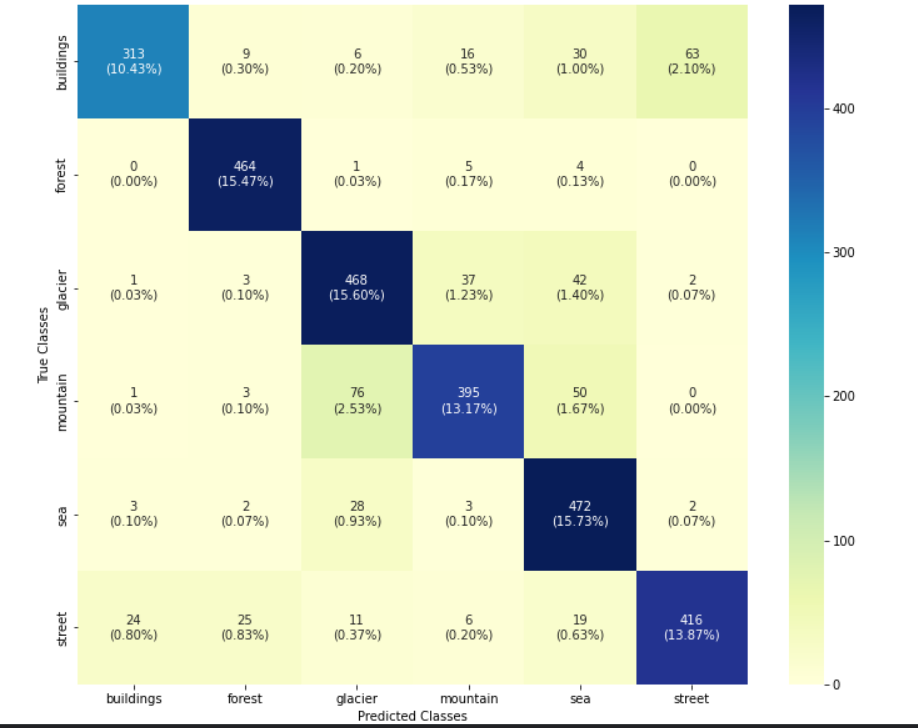 buildings
313 9 6 16 30 63
(10.43%) (0.30%) (0.20%) (0.53%) (1.00%) (2.10%)
forest
0 464 1 5 4 0
(0.00%) (15.47%) (0.03%) (0.17%) (0.13%) (0.00%)
glacier
1 3 468 37 42 2
(0.03%) (0.10%) (15.60%) (1.23%) (1.40%) (0.07%)
True Classes
mountain
1 3 76 395 50 0
(0.03%) (0.10%) (2.53%) (13.17%) (1.67%) (0.00%)
sea
3 2 28 3 472 2
(0.10%) (0.07%) (0.93%) (0.10%) (15.73%) (0.07%)
street
24 25 11 6 19 416
(0.80%) (0.83%) (0.37%) (0.20%) (0.63%) (13.87%)
buildings forest glacier mountain sea street
Predicted Classes
400
300
200
100
0